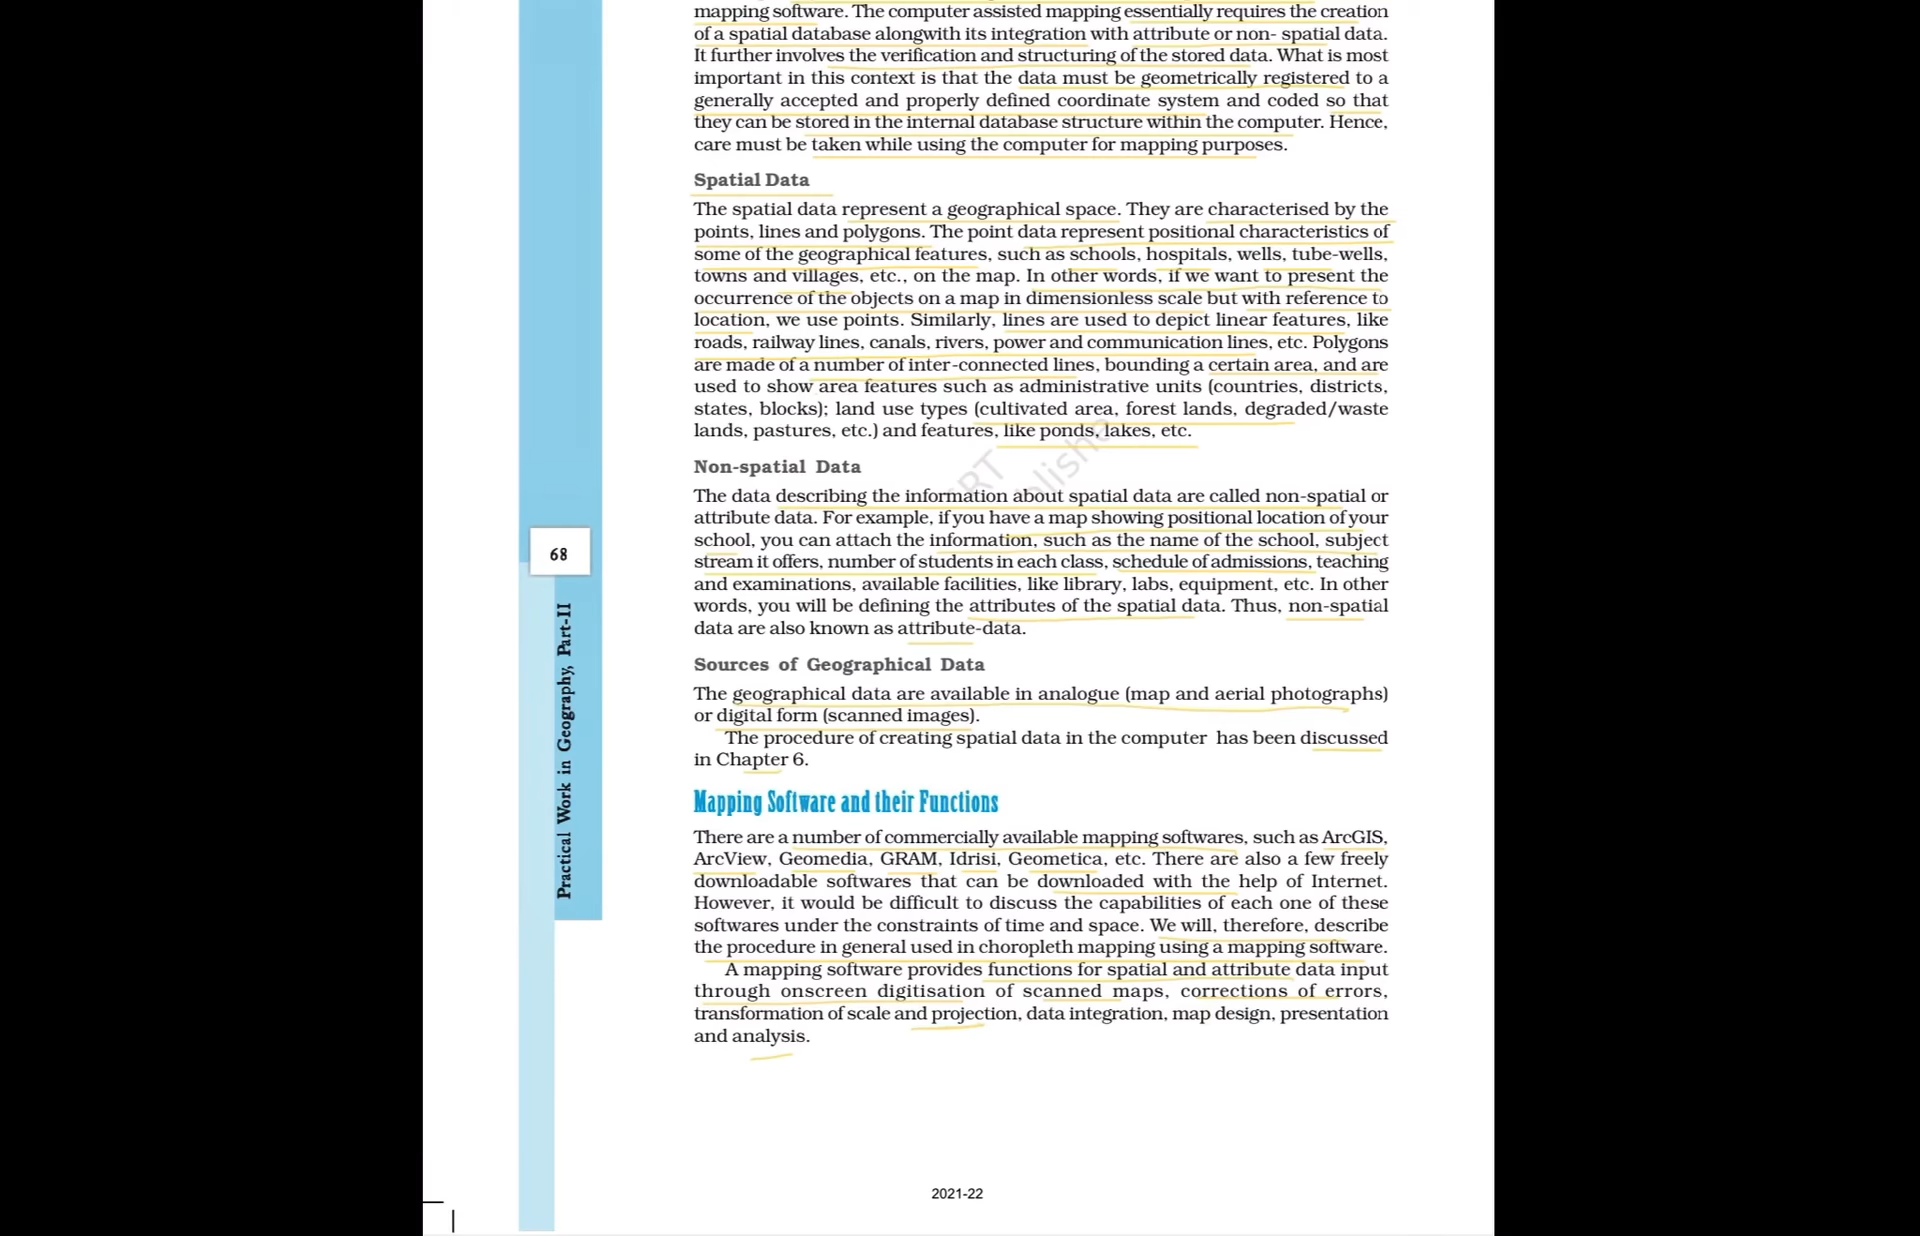 mapping software. The computer assisted mapping essentially requires the creation
of a spatial database alongwith its integration with attribute or non- spatial data.
It further involves the verification and structuring of the stored data. What is most
important in this context is that the data must be geometrically registered to a
generally accepted and properly defined coordinate system and coded so that
they can be stored in the internal database structure within the computer. Hence,
care must be taken while using the computer for mapping purposes.
Spatial Data
The spatial data represent a geographical space. They are characterised by the
points, lines and polygons. The point data represent positional characteristics of
some of the geographical features, such as schools, hospitals, wells, tube-wells,
towns and villages, etc., on the map. In other words, if we want to present the
occurrence of the objects on a map in dimensionless scale but with reference to
location, we use points. Similarly, lines are used to depict linear features, like
roads, railway lines, canals, rivers, power and communication lines, etc. Polygons
are made of a number of inter-connected lines, bounding a certain area, and are
used to show area features such as administrative units (countries, districts,
states, blocks); land use types (cultivated area, forest lands, degraded/waste
lands, pastures, etc.) and features, like ponds, lakes, etc.
Non-spatial Data
The data describing the information about spatial data are called non-spatial or
attribute data. For example, if you have a map showing positional location of your
school, you can attach the information, such as the name of the school, subject
stream it offers, number of students in each class, schedule of admissions, teaching
and examinations, available facilities, like library, labs, equipment, etc. In other
words, you will be defining the attributes of the spatial data. Thus, non-spatial
data are also known as attribute-data.
Sources of Geographical Data
The geographical data are available in analogue (map and aerial photographs)
or digital form (scanned images).
The procedure of creating spatial data in the computer has been discussed
in Chapter 6.
Mapping Software and their Functions
There are a number of commercially available mapping softwares, such as ArcGIS,
ArcView, Geomedia, GRAM, Idrisi, Geometica, etc. There are also a few freely
downloadable softwares that can be downloaded with the help of Internet.
However, it would be difficult to discuss the capabilities of each one of these
softwares under the constraints of time and space. We will, therefore, describe
the procedure in general used in choropleth mapping using a mapping software.
A mapping software provides functions for spatial and attribute data input
through onscreen digitisation of scanned maps, corrections of errors,
transformation of scale and projection, data integration, map design, presentation
and analysis.
68
Practical Work in Geography, Part-II
2021-22